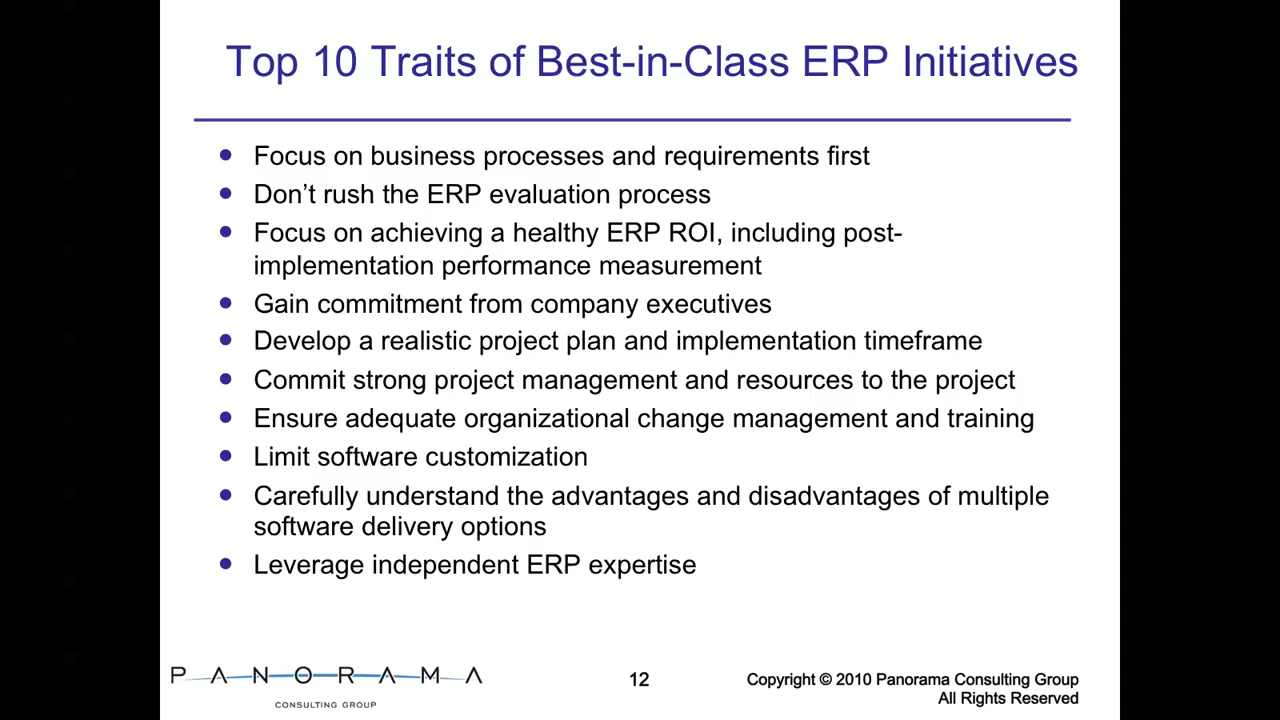 Top 10 Traits of Best-in-Class ERP Initiatives
Focus on business processes and requirements first
Don’t rush the ERP evaluation process
Focus on achieving a healthy ERP ROI, including post-
implementation performance measurement
Gain commitment from company executives
Develop a realistic project plan and implementation timeframe
Commit strong project management and resources to the project
Ensure adequate organizational change management and training
Limit software customization
Carefully understand the advantages and disadvantages of multiple
software delivery options
Leverage independent ERP expertise
PANORAMA
CONSULTING GROUP
12
Copyright © 2010 Panorama Consulting Group
All Rights Reserved